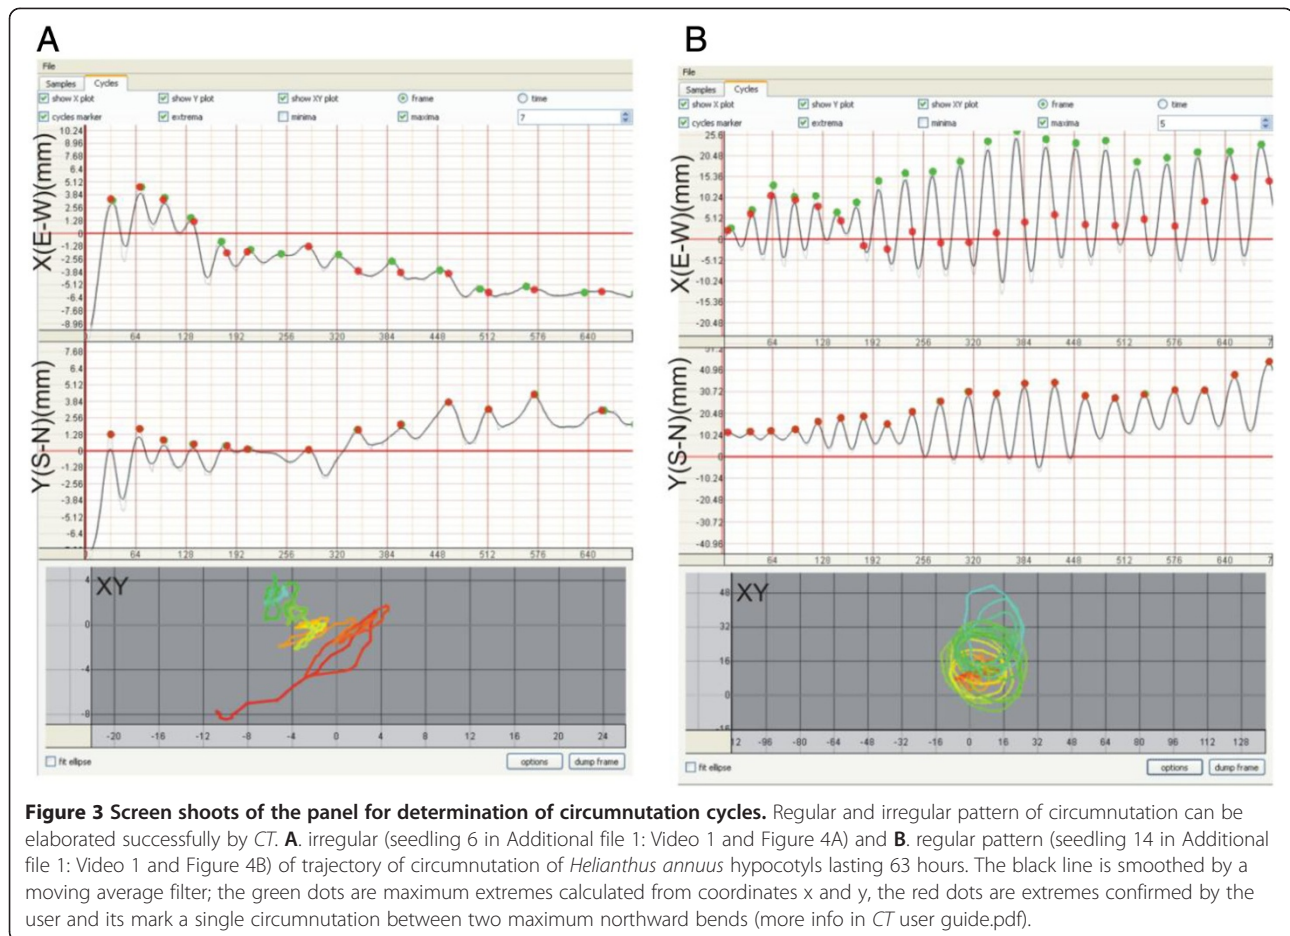 A
B
File
Samples Cycles
show X plot show Y plot show XY plot frame time
cycles marker extrema minima maxima 7
X(E-W)(mm)
10.24
8.96
7.68
6.4
5.12
3.84
2.56
1.28
0
-1.28
-2.56
-3.84
-5.12
-6.4
-7.68
-8.96
64 128 192 256 320 384 448 512 576 640
Y(S-N)(mm)
7.68
6.4
5.12
3.84
2.56
1.28
0
-1.28
-2.56
-3.84
-5.12
-6.4
64 128 192 256 320 384 448 512 576 640
XY
4
0
-4
-8
-20 -16 -12 -8 -4 0 4 8 12 16 20 24
fit ellipse options dump frame
File
Samples Cycles
show X plot show Y plot show XY plot frame time
cycles marker extrema minima maxima 5
X(E-W)(mm)
25.6
20.48
15.36
10.24
5.12
0
-5.12
-10.24
-15.36
-20.48
64 128 192 256 320 384 448 512 576 640 7
Y(S-N)(mm)
40.96
30.72
20.48
10.24
0
-10.24
-20.48
-30.72
-40.96
64 128 192 256 320 384 448 512 576 640 7
XY
48
32
16
0
-16
12 -96 -80 -64 -48 -32 -16 0 16 32 48 64 80 96 112 128
fit ellipse options dump frame
Figure 3 Screen shoots of the panel for determination of circumnutation cycles. Regular and irregular pattern of circumnutation can be
elaborated successfully by CT. A. irregular (seedling 6 in Additional file 1: Video 1 and Figure 4A) and B. regular pattern (seedling 14 in Additional
file 1: Video 1 and Figure 4B) of trajectory of circumnutation of Helianthus annuus hypocotyls lasting 63 hours. The black line is smoothed by a
moving average filter; the green dots are maximum extremes calculated from coordinates x and y, the red dots are extremes confirmed by the
user and its mark a single circumnutation between two maximum northward bends (more info in CT user guide.pdf).